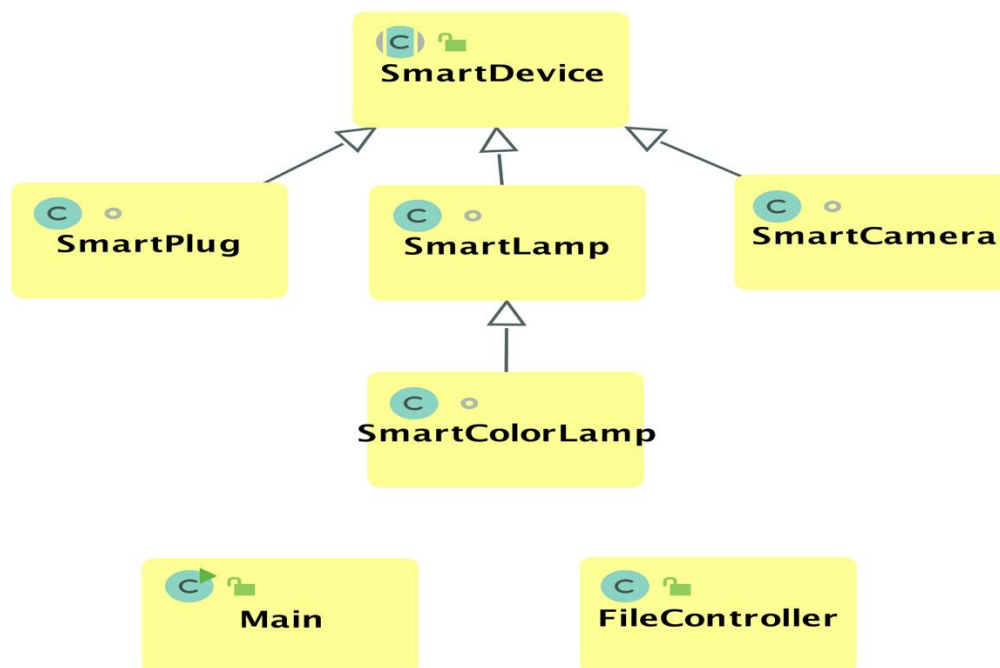 C
SmartDevice
C
SmartPlug
C
SmartLamp
C
SmartCamera
C
SmartColorLamp
C
Main
C
FileController